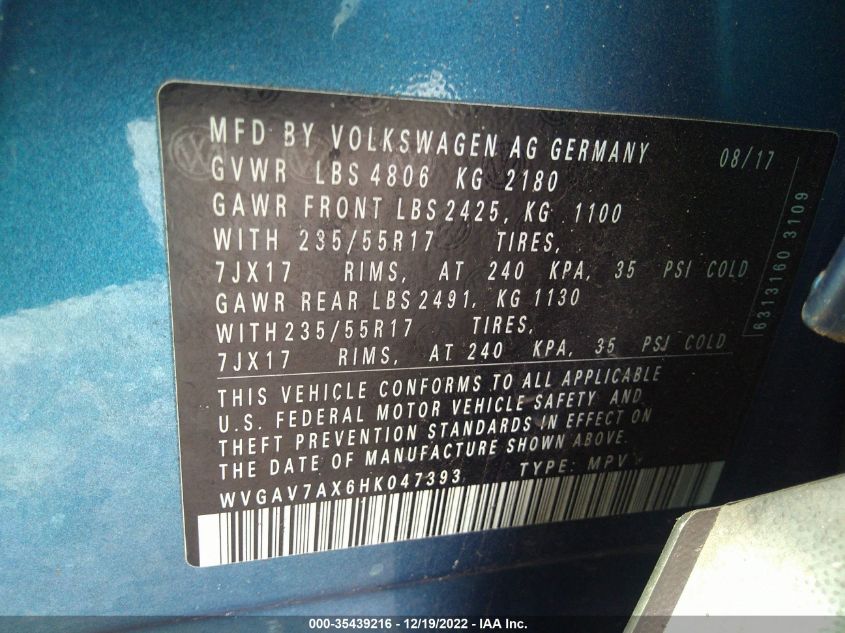 MFD BY VOLKSWAGEN AG GERMANY 08/17
GVWR LBS 4806 KG 2180
GAWR FRONT LBS 2425, KG 1100
WITH 235/55R17 TIRES,
7JX17 RIMS, AT 240 KPA, 35 PSI COLD
GAWR REAR LBS 2491, KG 1130
WITH 235/55R17 TIRES,
7JX17 RIMS, AT 240 KPA, 35 PSI COLD
6313160 3109
THIS VEHICLE CONFORMS TO ALL APPLICABLE
U.S. FEDERAL MOTOR VEHICLE SAFETY AND
THEFT PREVENTION STANDARDS IN EFFECT ON
THE DATE OF MANUFACTURE SHOWN ABOVE.
WVGAV7AX6HK047393 TYPE: MPV
000-35439216 - 12/19/2022 - IAA Inc.